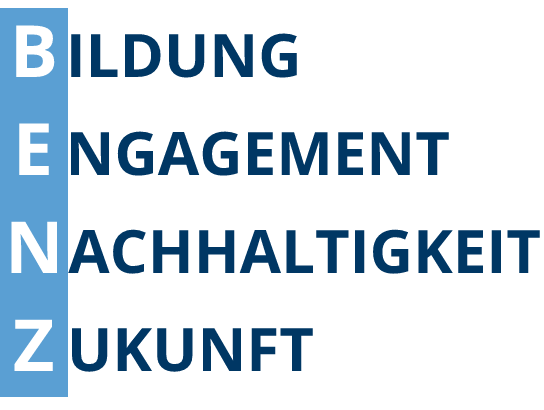 BILDUNG
ENGAGEMENT
NACHHALTIGKEIT
ZUKUNFT